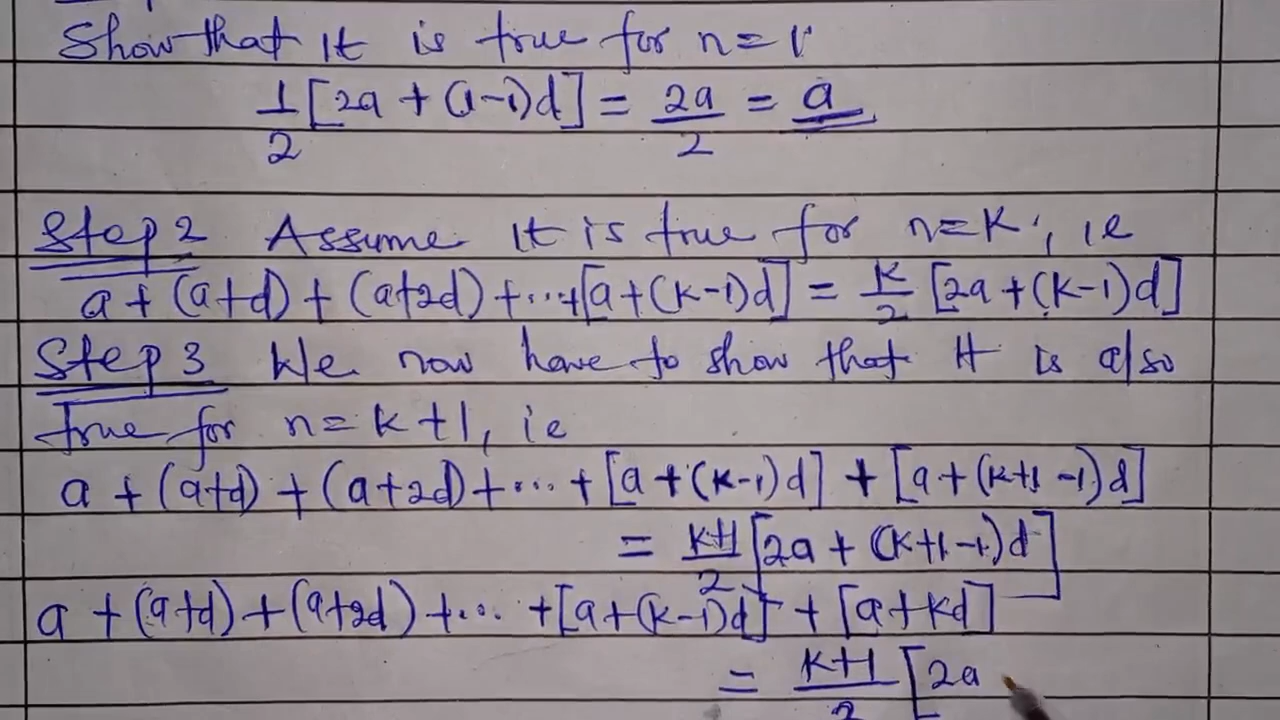 Show that it is true for n=1
1/2 [2a + (1-1)d] = 2a/2 = a
Step 2 Assume it is true for n=k, ie
a + (a+d) + (a+2d) + ... + [a+(k-1)d] = k/2 [2a+(k-1)d]
Step 3 We now have to show that it is also
true for n=k+1, ie
a + (a+d) + (a+2d) + ... + [a+(k-1)d] + [a+(k+1-1)d]
= k+1/2 [2a + (k+1-1)d]
a + (a+d) + (a+2d) + ... + [a+(k-1)d] + [a+kd]
= k+1/2 [2a